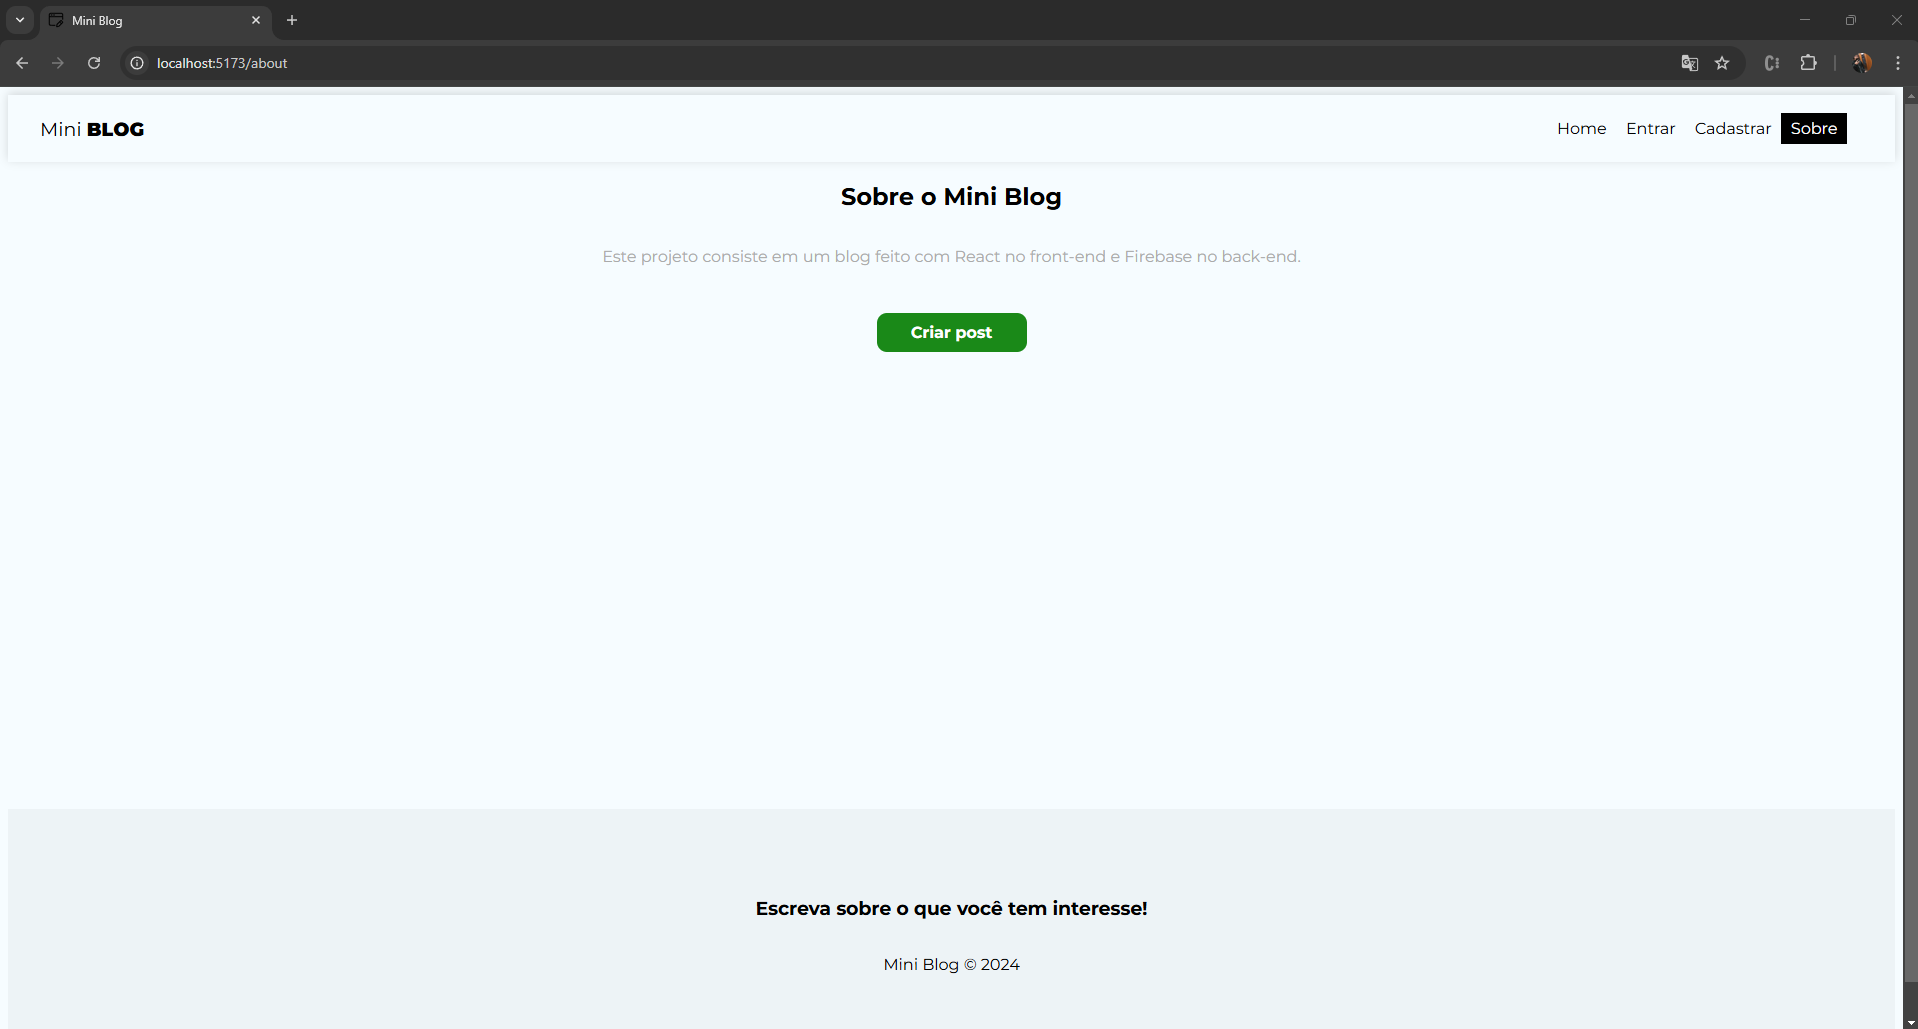 Mini Blog
localhost:5173/about
Mini BLOG
Home Entrar Cadastrar Sobre
Sobre o Mini Blog
Este projeto consiste em um blog feito com React no front-end e Firebase no back-end.
Criar post
Escreva sobre o que você tem interesse!
Mini Blog © 2024